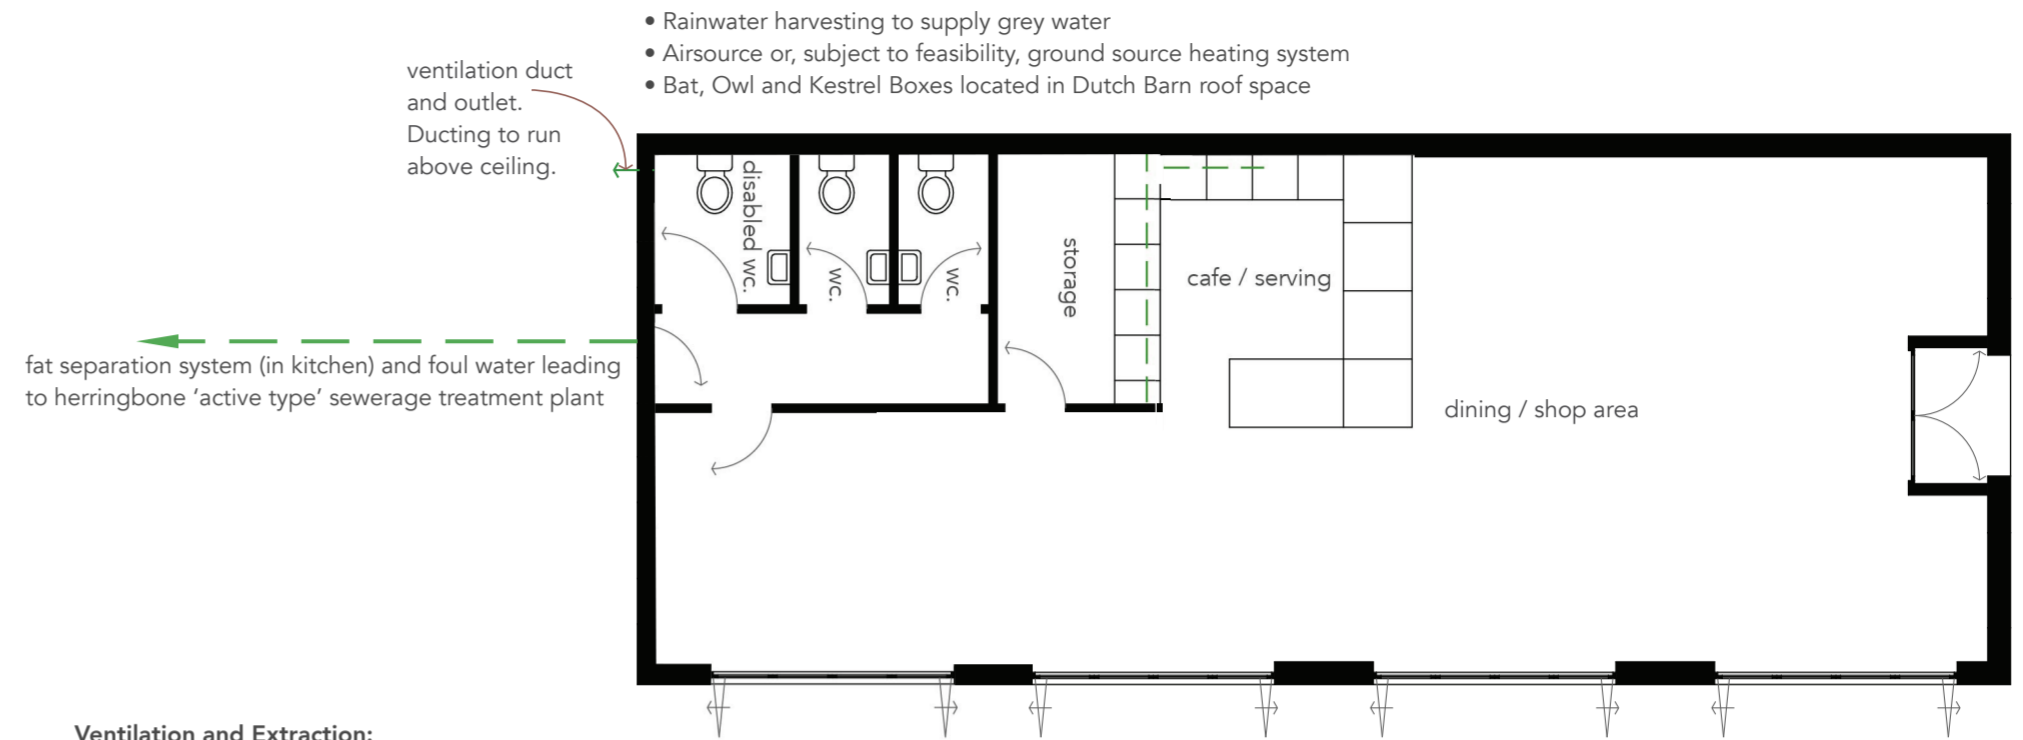 • Rainwater harvesting to supply grey water
• Airsource or, subject to feasibility, ground source heating system
• Bat, Owl and Kestrel Boxes located in Dutch Barn roof space
ventilation duct
and outlet.
Ducting to run
above ceiling.
disabled wc.
wc.
wc.
storage
cafe / serving
dining / shop area
fat separation system (in kitchen) and foul water leading
to herringbone ‘active type’ sewerage treatment plant
Ventilation and Extraction: